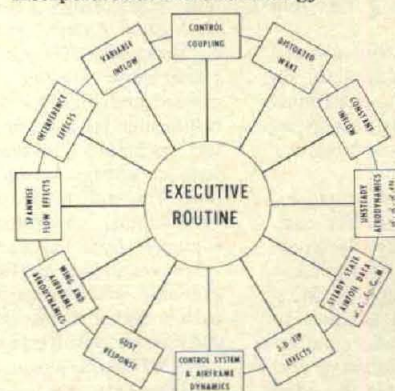 CONTROL
COUPLING
DISTORTED
WAKE
CONSTANT
INFLOW
UNSTEADY
AERODYNAMICS
STEADY STATE
AIRFOIL DATA
3-D TIP
EFFECTS
CONTROL SYSTEM
& AIRFRAME
DYNAMICS
GUST
RESPONSE
WING AND
AIRFRAME
AERODYNAMICS
SPANWISE
FLOW EFFECTS
INTERFERENCE
EFFECTS
VARIABLE
INFLOW
EXECUTIVE
ROUTINE